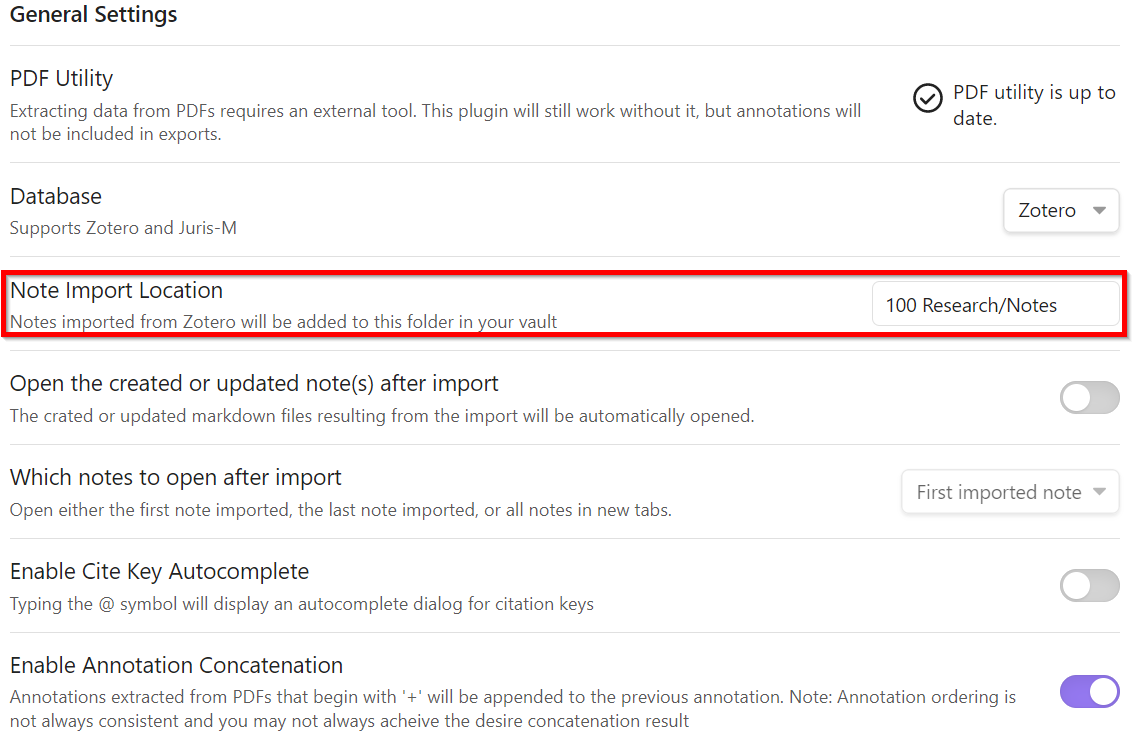 General Settings
PDF Utility
Extracting data from PDFs requires an external tool. This plugin will still work without it, but annotations will
not be included in exports.
PDF utility is up to
date.
Database
Supports Zotero and Juris-M
Zotero
Note Import Location
Notes imported from Zotero will be added to this folder in your vault
100 Research/Notes
Open the created or updated note(s) after import
The crated or updated markdown files resulting from the import will be automatically opened.
Which notes to open after import
Open either the first note imported, the last note imported, or all notes in new tabs.
First imported note
Enable Cite Key Autocomplete
Typing the @ symbol will display an autocomplete dialog for citation keys
Enable Annotation Concatenation
Annotations extracted from PDFs that begin with '+' will be appended to the previous annotation. Note: Annotation ordering is
not always consistent and you may not always acheive the desire concatenation result